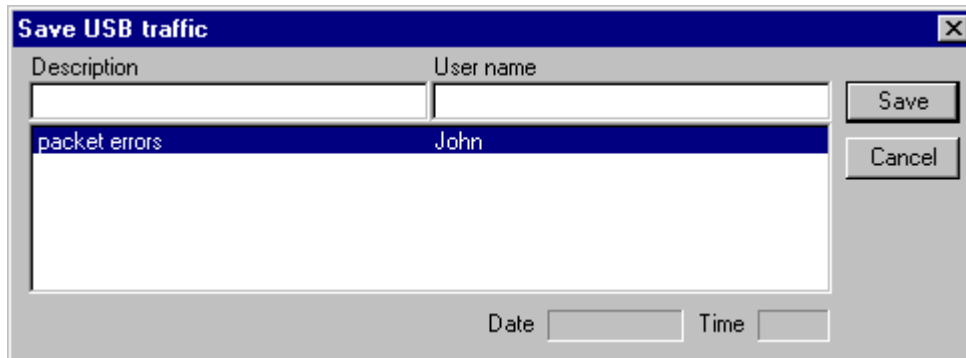 Save USB traffic
Description User name
Save
packet errors John
Cancel
Date Time